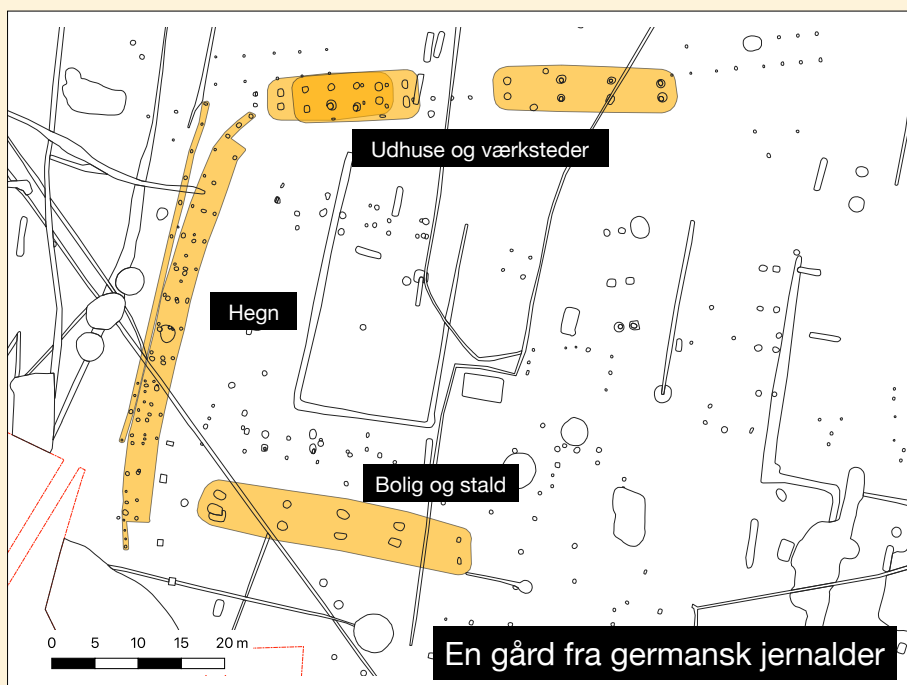 Udhuse og værksteder
Hegn
Bolig og stald
0 5 10 15 20 m
En gård fra germansk jernalder